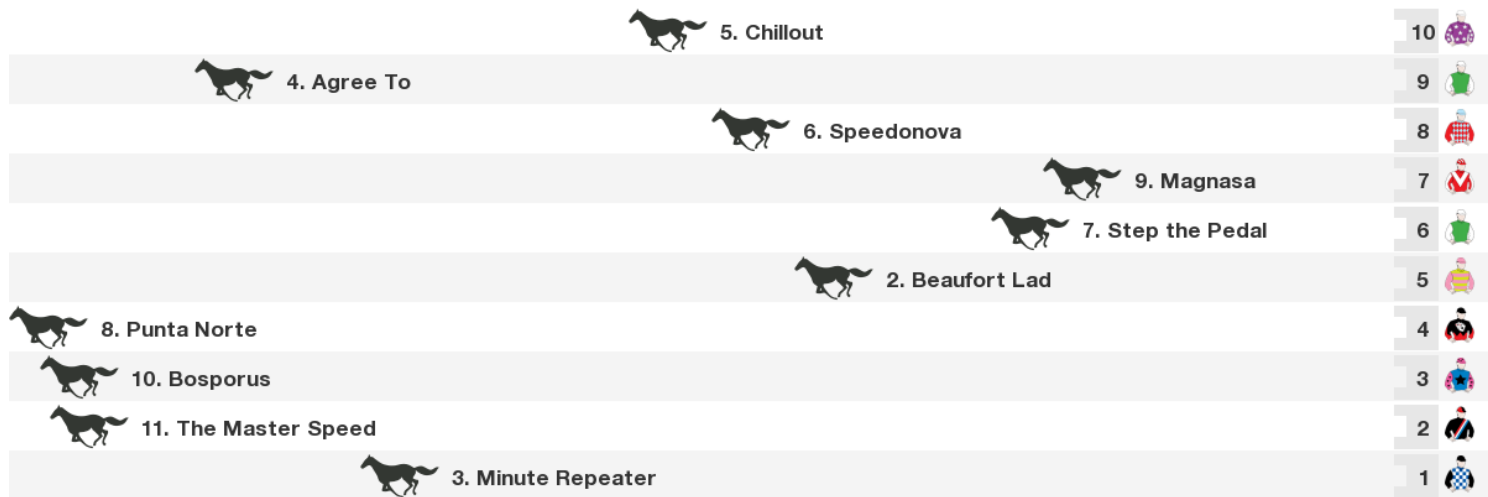 5. Chillout 10
4. Agree To 9
6. Speedonova 8
9. Magnasa 7
7. Step the Pedal 6
2. Beaufort Lad 5
8. Punta Norte 4
10. Bosporus 3
11. The Master Speed 2
3. Minute Repeater 1